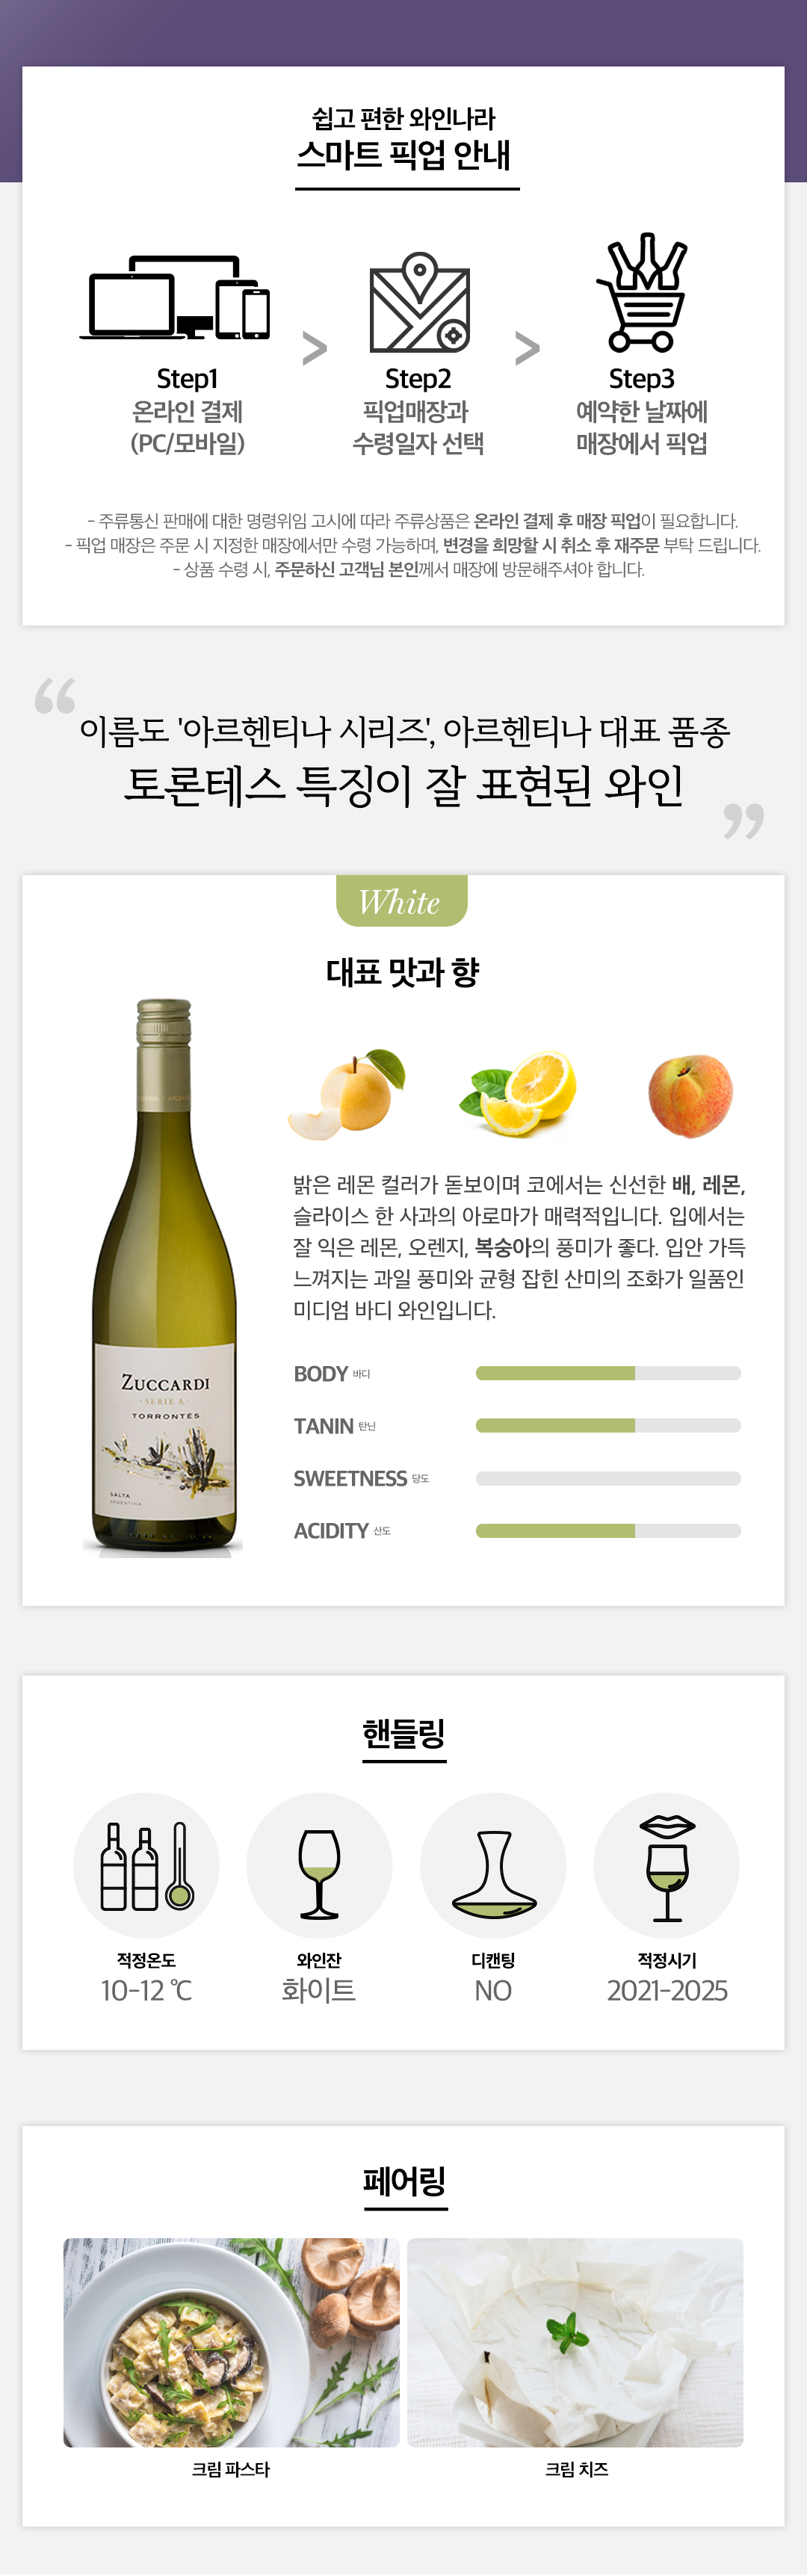 쉽고 편한 와인나라
스마트 픽업 안내
Step1
온라인 결제
(PC/모바일)
>
Step2
픽업매장과
수령일자 선택
>
Step3
예약한 날짜에
매장에서 픽업
- 주류통신 판매에 대한 명령위임 고시에 따라 주류상품은 온라인 결제 후 매장 픽업이 필요합니다.
- 픽업 매장은 주문 시 지정한 매장에서만 수령 가능하며, 변경을 희망할 시 취소 후 재주문 부탁 드립니다.
- 상품 수령 시, 주문하신 고객님 본인께서 매장에 방문해주셔야 합니다.
“ 이름도 '아르헨티나 시리즈', 아르헨티나 대표 품종
토론테스 특징이 잘 표현된 와인 ”
White
대표 맛과 향
밝은 레몬 컬러가 돋보이며 코에서는 신선한 배, 레몬,
슬라이스 한 사과의 아로마가 매력적입니다. 입에서는
잘 익은 레몬, 오렌지, 복숭아의 풍미가 좋다. 입안 가득
느껴지는 과일 풍미와 균형 잡힌 산미의 조화가 일품인
미디엄 바디 와인입니다.
ZUCCARDI
· SERIE A ·
TORRONTÉS
SALTA
ARGENTINA
BODY 바디
TANIN 탄닌
SWEETNESS 당도
ACIDITY 산도
핸들링
적정온도
10-12 ℃
와인잔
화이트
디캔팅
NO
적정시기
2021-2025
페어링
크림 파스타
크림 치즈